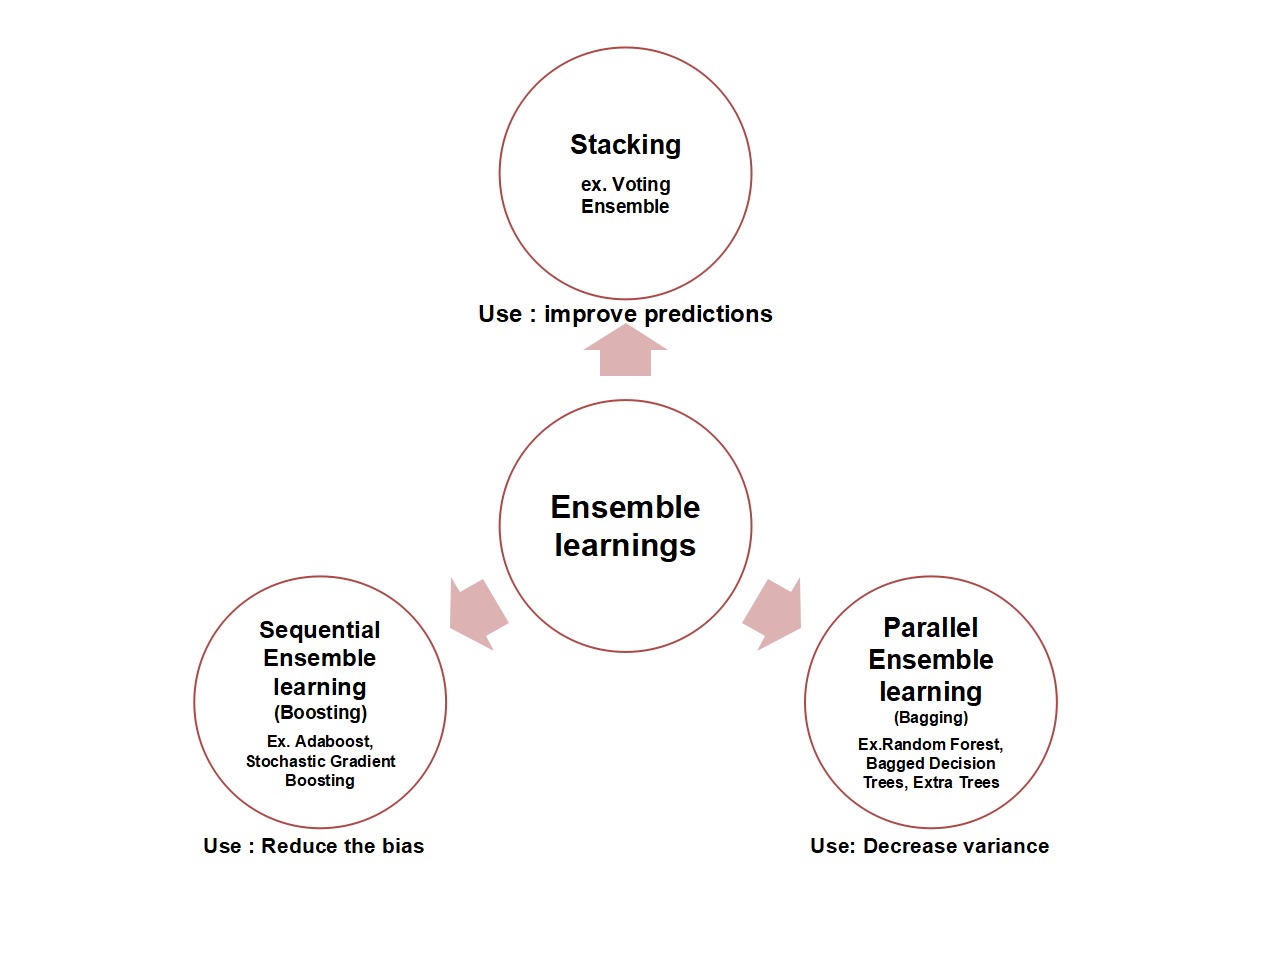 Stacking
ex. Voting
Ensemble
Use : improve predictions
Ensemble
learnings
Sequential
Ensemble
learning
(Boosting)
Ex. Adaboost,
Stochastic Gradient
Boosting
Use : Reduce the bias
Parallel
Ensemble
learning
(Bagging)
Ex.Random Forest,
Bagged Decision
Trees, Extra Trees
Use: Decrease variance